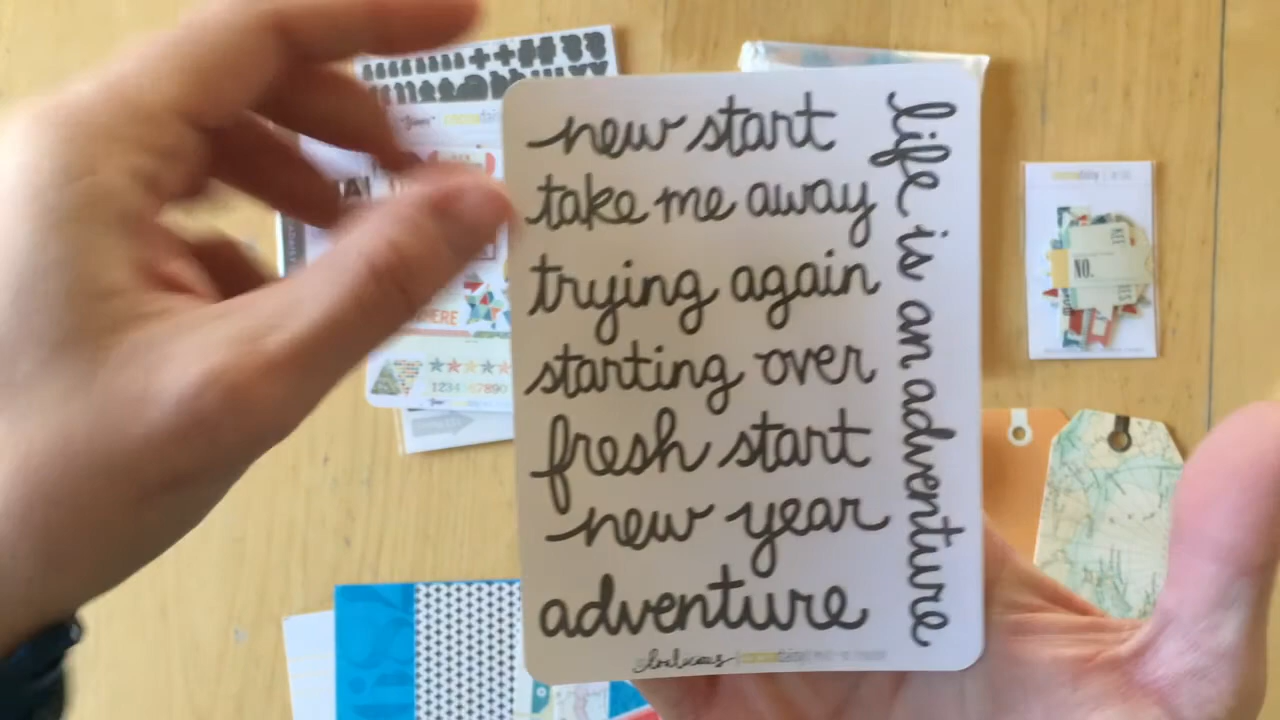 new start
take me away
trying again
starting over
fresh start
new year
adventure
life is an adventure
NO.